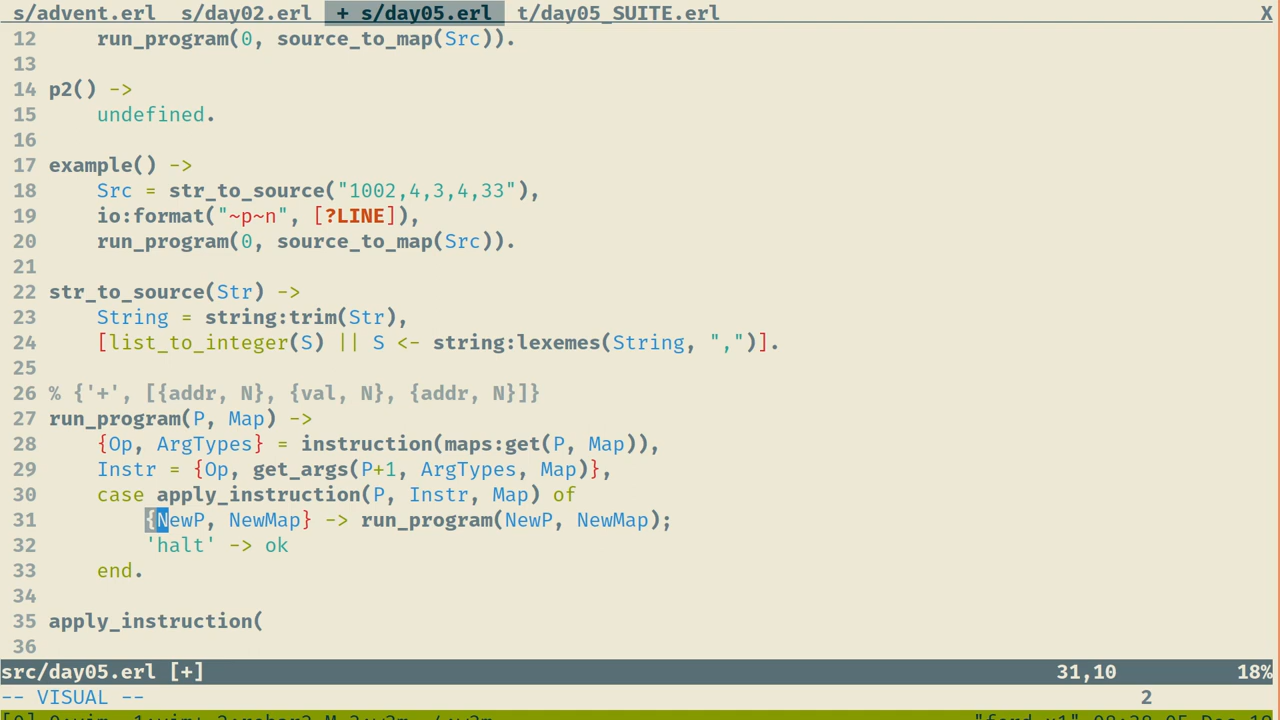 s/advent.erl  s/day02.erl  + s/day05.erl  t/day05_SUITE.erl  X
12     run_program(0, source_to_map(Src)).
13
14 p2() ->
15     undefined.
16
17 example() ->
18     Src = str_to_source("1002,4,3,4,33"),
19     io:format("~p~n", [?LINE]),
20     run_program(0, source_to_map(Src)).
21
22 str_to_source(Str) ->
23     String = string:trim(Str),
24     [list_to_integer(S) || S <- string:lexemes(String, ",")].
25
26 % {'+', [{addr, N}, {val, N}, {addr, N}]}
27 run_program(P, Map) ->
28     {Op, ArgTypes} = instruction(maps:get(P, Map)),
29     Instr = {Op, get_args(P+1, ArgTypes, Map)},
30     case apply_instruction(P, Instr, Map) of
31         {NewP, NewMap} -> run_program(NewP, NewMap);
32         'halt' -> ok
33     end.
34
35 apply_instruction(
36
src/day05.erl [+]  31,10  18%
-- VISUAL --  2